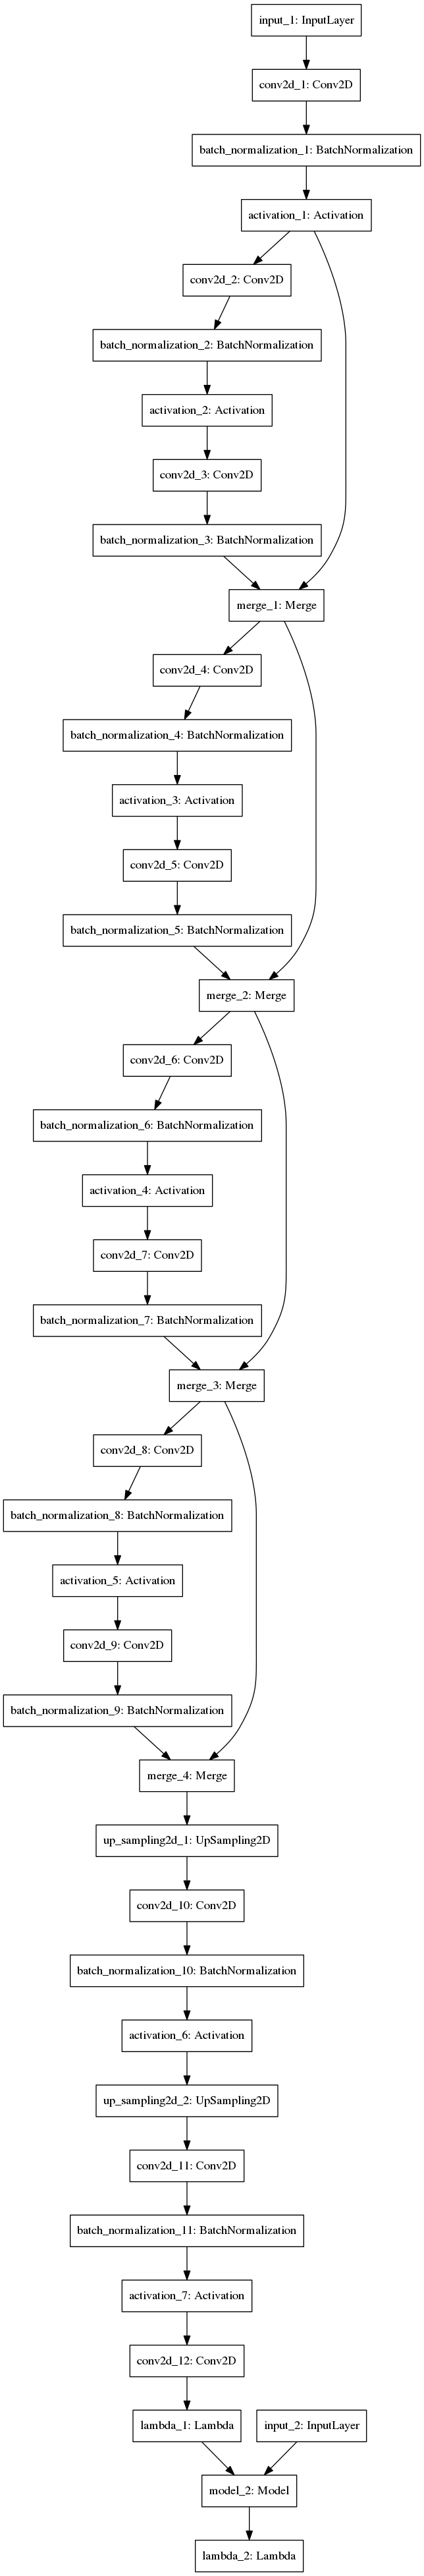 input_1: InputLayer
conv2d_1: Conv2D
batch_normalization_1: BatchNormalization
activation_1: Activation
conv2d_2: Conv2D
batch_normalization_2: BatchNormalization
activation_2: Activation
conv2d_3: Conv2D
batch_normalization_3: BatchNormalization
merge_1: Merge
conv2d_4: Conv2D
batch_normalization_4: BatchNormalization
activation_3: Activation
conv2d_5: Conv2D
batch_normalization_5: BatchNormalization
merge_2: Merge
conv2d_6: Conv2D
batch_normalization_6: BatchNormalization
activation_4: Activation
conv2d_7: Conv2D
batch_normalization_7: BatchNormalization
merge_3: Merge
conv2d_8: Conv2D
batch_normalization_8: BatchNormalization
activation_5: Activation
conv2d_9: Conv2D
batch_normalization_9: BatchNormalization
merge_4: Merge
up_sampling2d_1: UpSampling2D
conv2d_10: Conv2D
batch_normalization_10: BatchNormalization
activation_6: Activation
up_sampling2d_2: UpSampling2D
conv2d_11: Conv2D
batch_normalization_11: BatchNormalization
activation_7: Activation
conv2d_12: Conv2D
lambda_1: Lambda
input_2: InputLayer
model_2: Model
lambda_2: Lambda